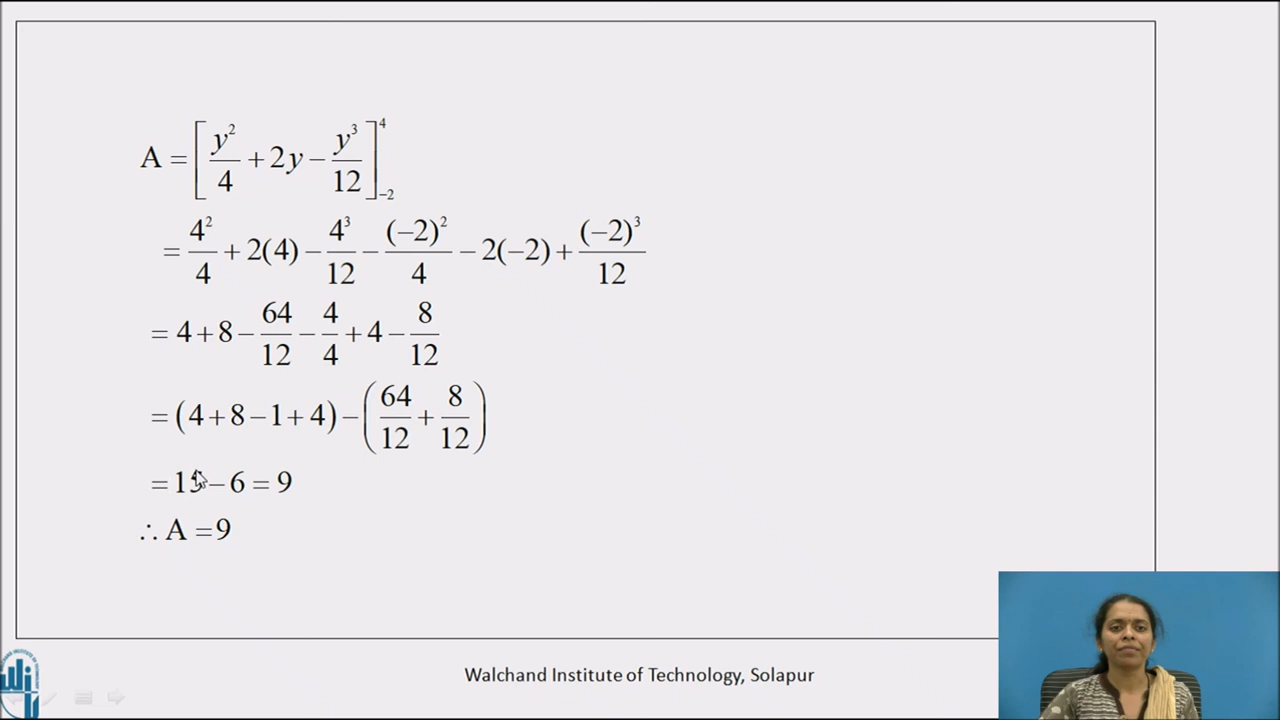 A = [y²/4 + 2y − y³/12]₋₂⁴
= 4²/4 + 2(4) − 4³/12 − (−2)²/4 − 2(−2) + (−2)³/12
= 4 + 8 − 64/12 − 4/4 + 4 − 8/12
= (4 + 8 − 1 + 4) − (64/12 + 8/12)
= 15 − 6 = 9
∴ A = 9
Walchand Institute of Technology, Solapur